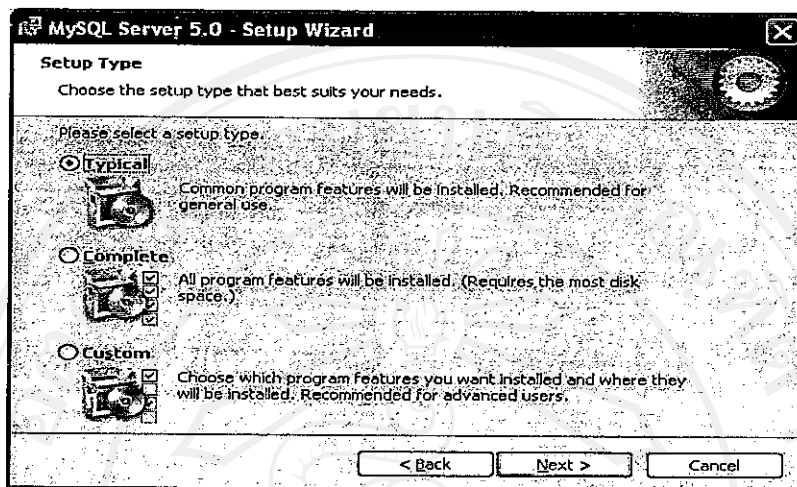 MySQL Server 5.0 - Setup Wizard
Setup Type
Choose the setup type that best suits your needs.
Please select a setup type.
Typical
Common program features will be installed. Recommended for
general use.
Complete
All program features will be installed. (Requires the most disk
space.)
Custom
Choose which program features you want installed and where they
will be installed. Recommended for advanced users.
< Back
Next >
Cancel